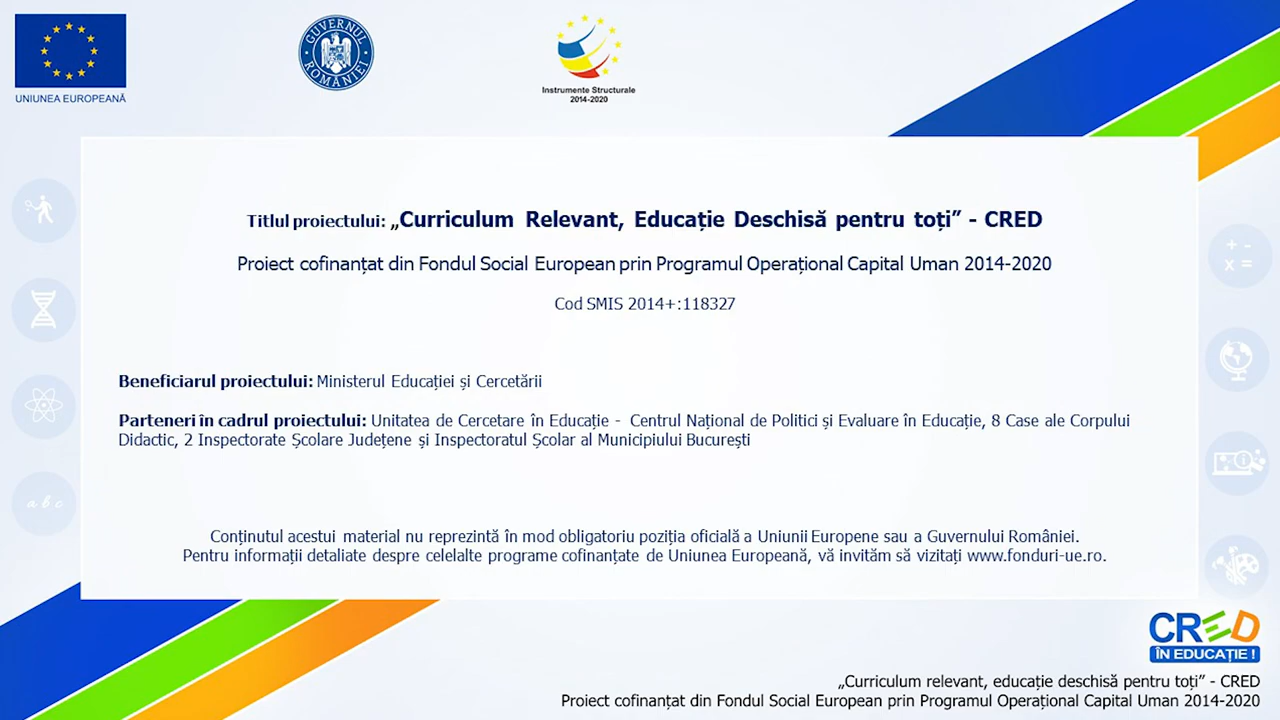 UNIUNEA EUROPEANĂ
GUVERNUL ROMÂNIEI
Instrumente Structurale
2014-2020
Titlul proiectului: „Curriculum Relevant, Educație Deschisă pentru toți” - CRED
Proiect cofinanțat din Fondul Social European prin Programul Operațional Capital Uman 2014-2020
Cod SMIS 2014+:118327
Beneficiarul proiectului: Ministerul Educației și Cercetării
Parteneri în cadrul proiectului: Unitatea de Cercetare în Educație - Centrul Național de Politici și Evaluare în Educație, 8 Case ale Corpului
Didactic, 2 Inspectorate Școlare Județene și Inspectoratul Școlar al Municipiului București
Conținutul acestui material nu reprezintă în mod obligatoriu poziția oficială a Uniunii Europene sau a Guvernului României.
Pentru informații detaliate despre celelalte programe cofinanțate de Uniunea Europeană, vă invităm să vizitați www.fonduri-ue.ro.
a b c
+ -
x =
CRED
ÎN EDUCAȚIE !
„Curriculum relevant, educație deschisă pentru toți” - CRED
Proiect cofinanțat din Fondul Social European prin Programul Operațional Capital Uman 2014-2020